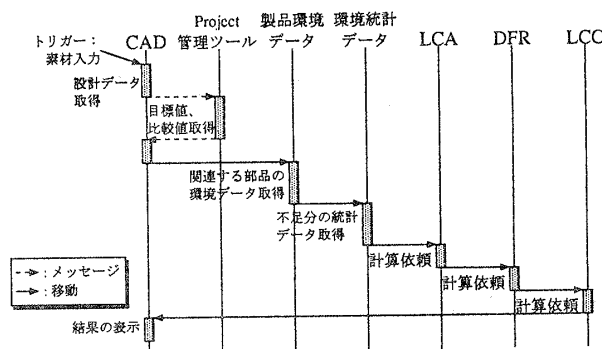 Project 製品環境 環境統計
トリガー： CAD 管理ツール データ データ LCA DFR LCC
素材入力
設計データ
取得
目標値、
比較値取得
関連する部品の
環境データ取得
不足分の統計
データ取得
計算依頼
計算依頼
計算依頼
：メッセージ
：移動
結果の表示